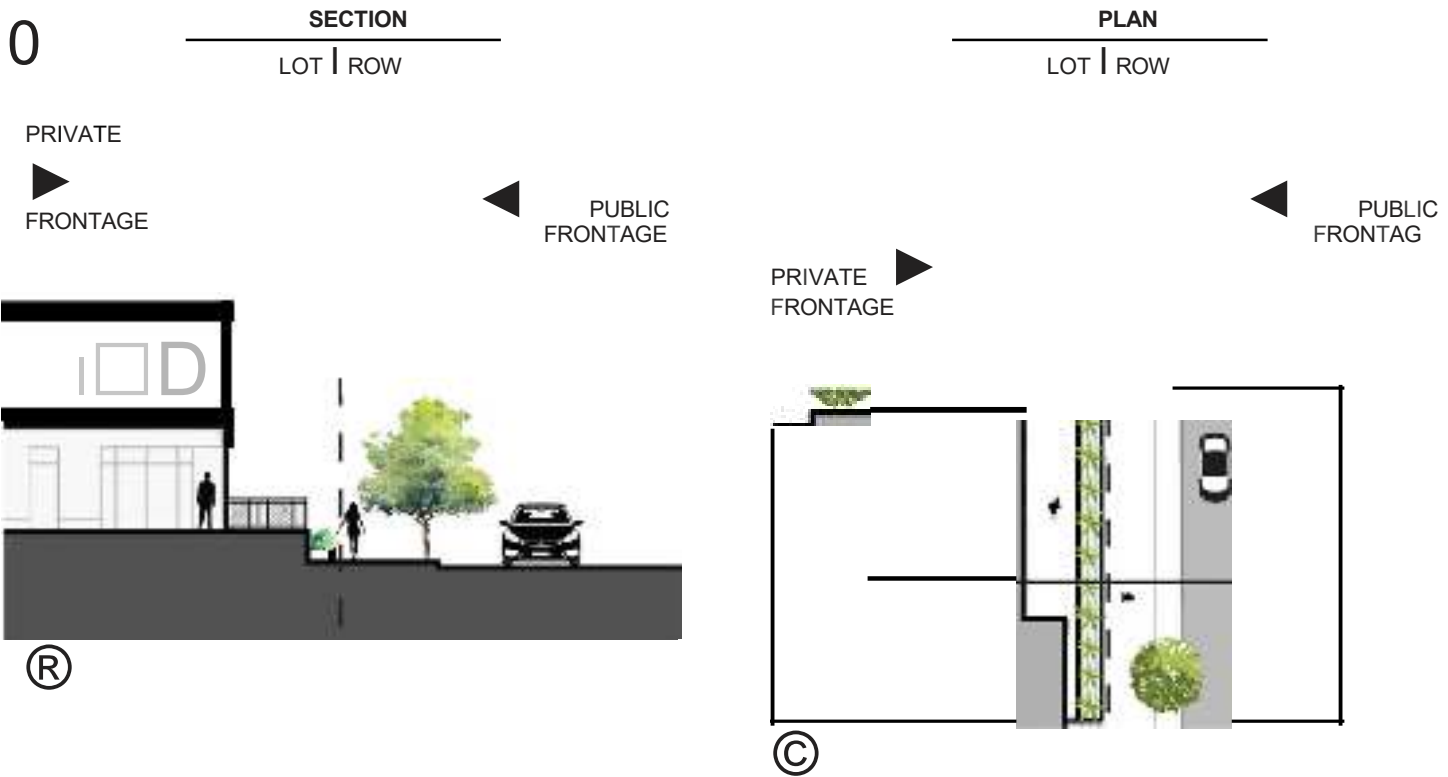 0
SECTION
LOT | ROW
PRIVATE
FRONTAGE
PUBLIC
FRONTAGE
I□D
®
PLAN
LOT | ROW
PUBLIC
FRONTAG
PRIVATE
FRONTAGE
©